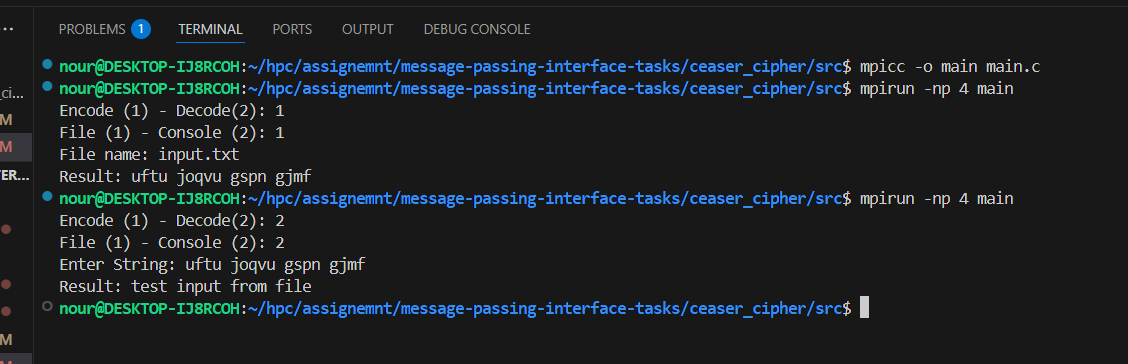 PROBLEMS 1 TERMINAL PORTS OUTPUT DEBUG CONSOLE
nour@DESKTOP-IJ8RCOH:~/hpc/assignemnt/message-passing-interface-tasks/ceaser_cipher/src$ mpicc -o main main.c
nour@DESKTOP-IJ8RCOH:~/hpc/assignemnt/message-passing-interface-tasks/ceaser_cipher/src$ mpirun -np 4 main
_ci...
Encode (1) - Decode(2): 1
M
File (1) - Console (2): 1
M
File name: input.txt
TER...
Result: uftu joqvu gspn gjmf
nour@DESKTOP-IJ8RCOH:~/hpc/assignemnt/message-passing-interface-tasks/ceaser_cipher/src$ mpirun -np 4 main
Encode (1) - Decode(2): 2
File (1) - Console (2): 2
Enter String: uftu joqvu gspn gjmf
Result: test input from file
nour@DESKTOP-IJ8RCOH:~/hpc/assignemnt/message-passing-interface-tasks/ceaser_cipher/src$
M
M